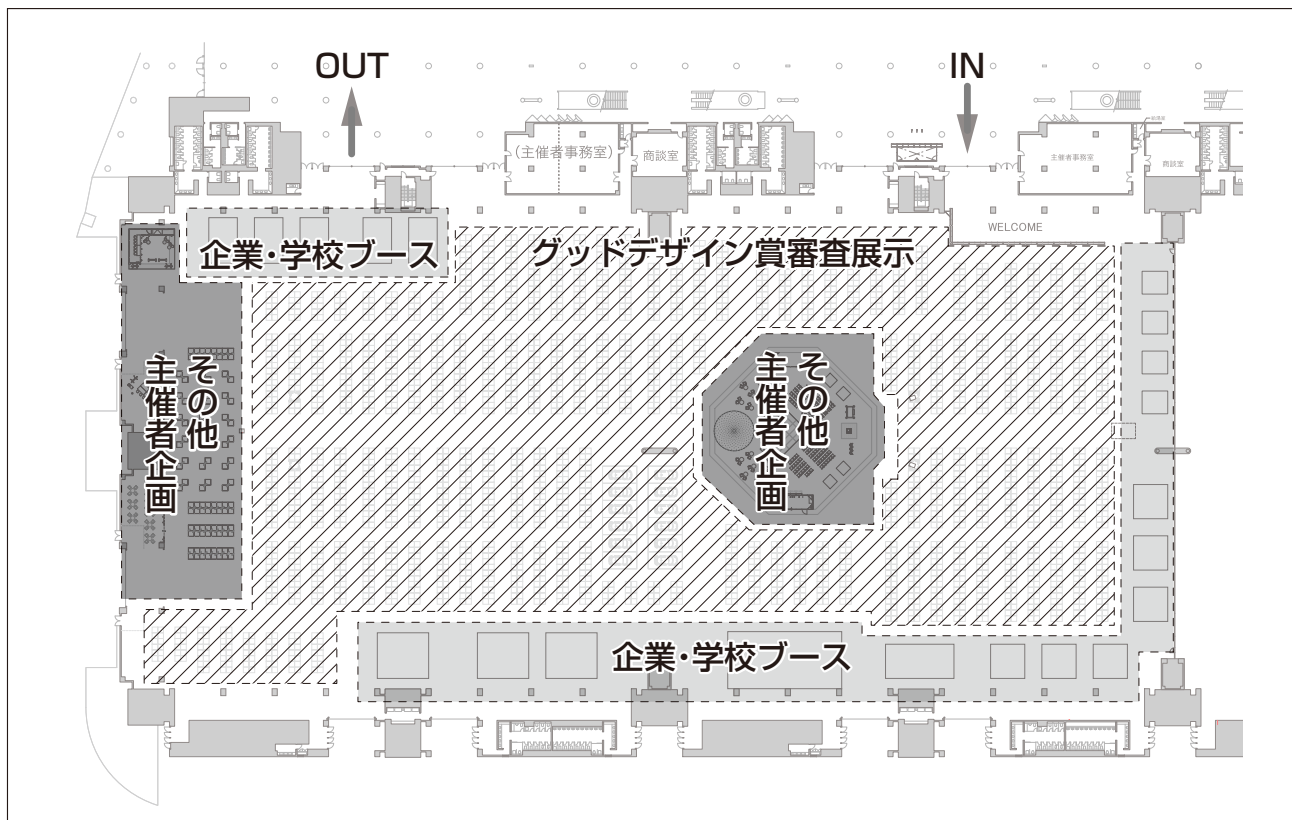 OUT
IN
（主催者事務室）
商談室
主催者事務室
商談室
WELCOME
企業・学校ブース
グッドデザイン賞審査展示
その他
主催者企画
その他
主催者企画
企業・学校ブース